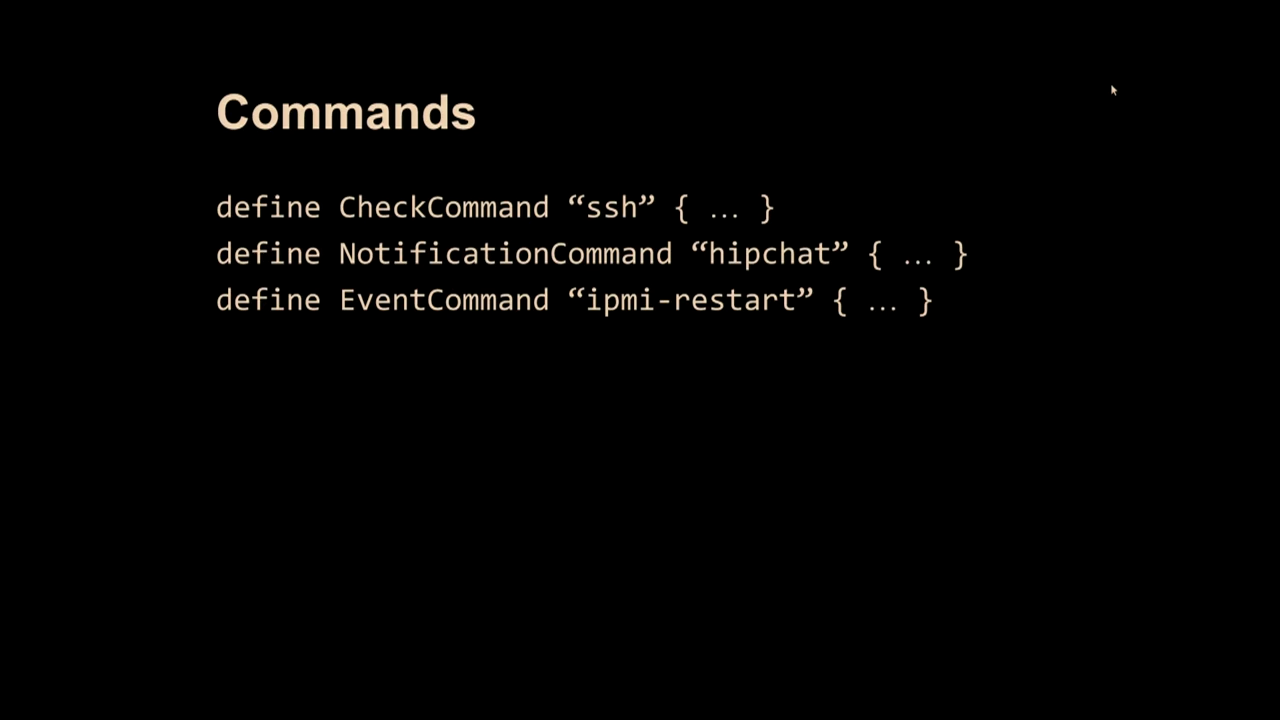 Commands
define CheckCommand “ssh” { … }
define NotificationCommand “hipchat” { … }
define EventCommand “ipmi-restart” { … }